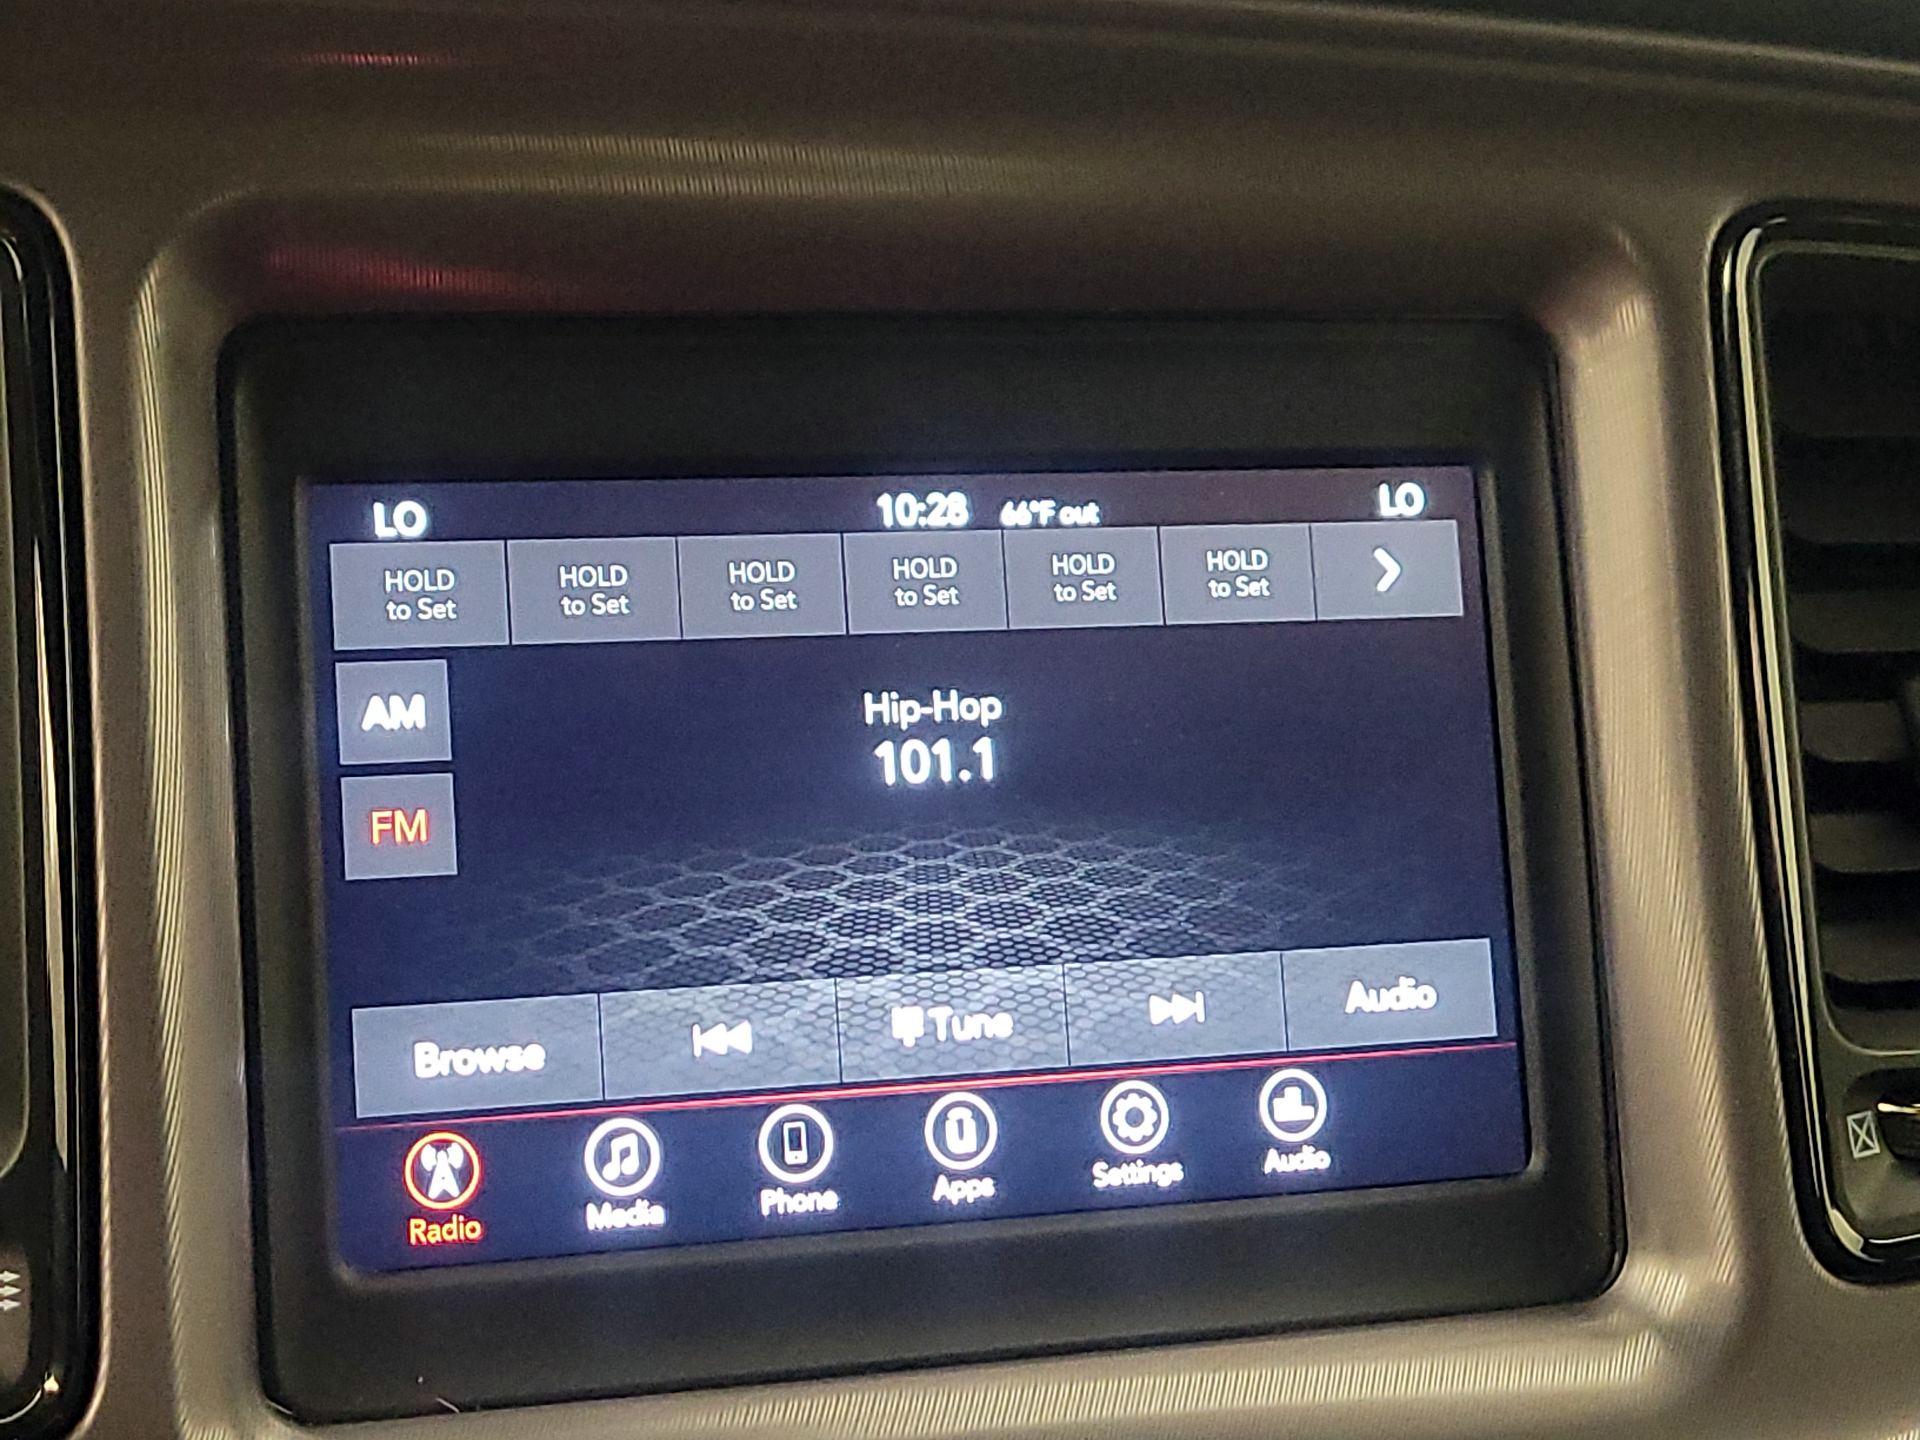 LO 10:28 66°F out LO
HOLD to Set
HOLD to Set
HOLD to Set
HOLD to Set
HOLD to Set
HOLD to Set
AM
Hip-Hop
101.1
FM
Browse Tune Audio
Radio Media Phone Apps Settings Audio